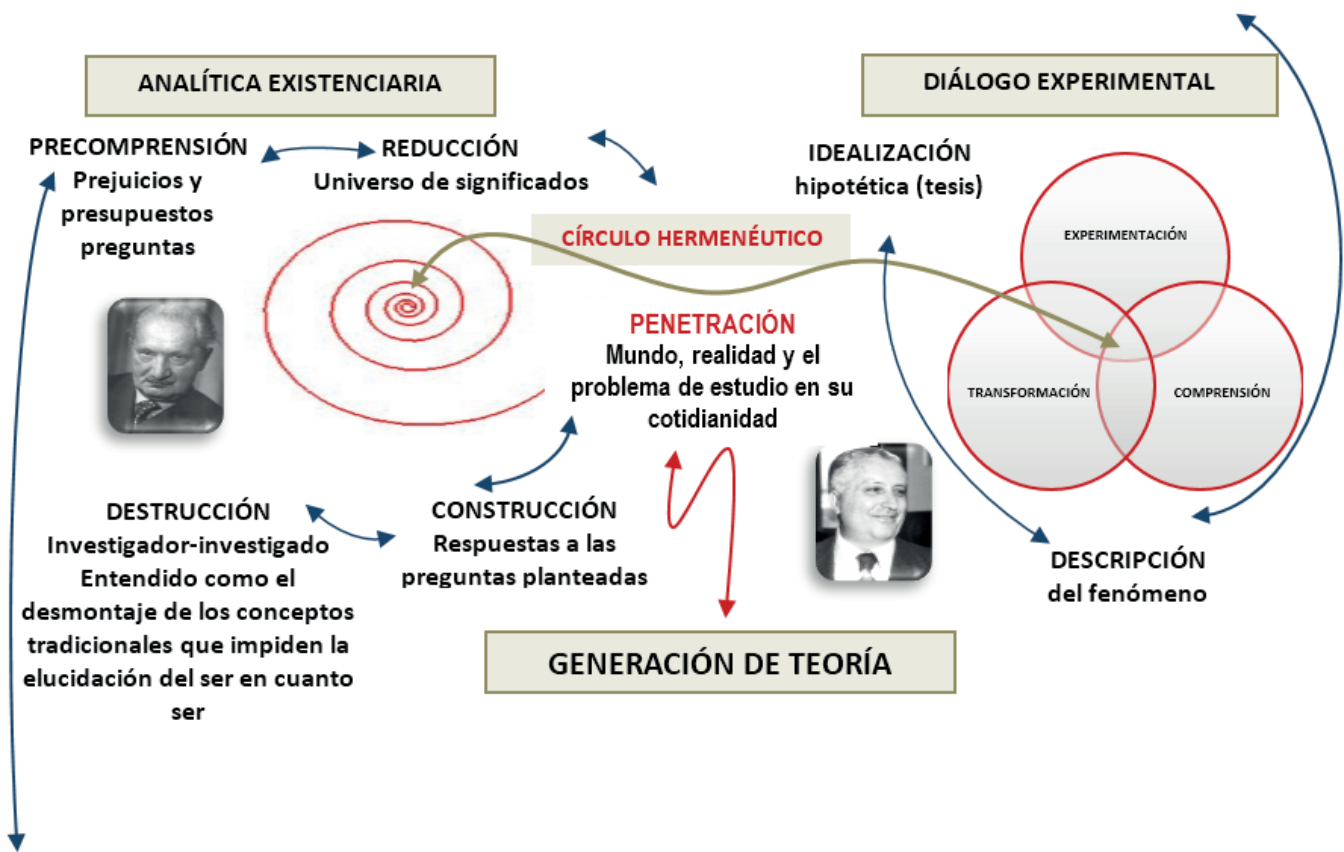 ANALÍTICA EXISTENCIARIA
PRECOMPRENSIÓN
Prejuicios y
presupuestos
preguntas
REDUCCIÓN
Universo de significados
CÍRCULO HERMENÉUTICO
PENETRACIÓN
Mundo, realidad y el
problema de estudio en su
cotidianidad
DESTRUCCIÓN
Investigador-investigado
Entendido como el
desmontaje de los conceptos
tradicionales que impiden la
elucidación del ser en cuanto
ser
CONSTRUCCIÓN
Respuestas a las
preguntas planteadas
DIÁLOGO EXPERIMENTAL
IDEALIZACIÓN
hipotética (tesis)
EXPERIMENTACIÓN
TRANSFORMACIÓN
COMPRENSIÓN
DESCRIPCIÓN
del fenómeno
GENERACIÓN DE TEORÍA